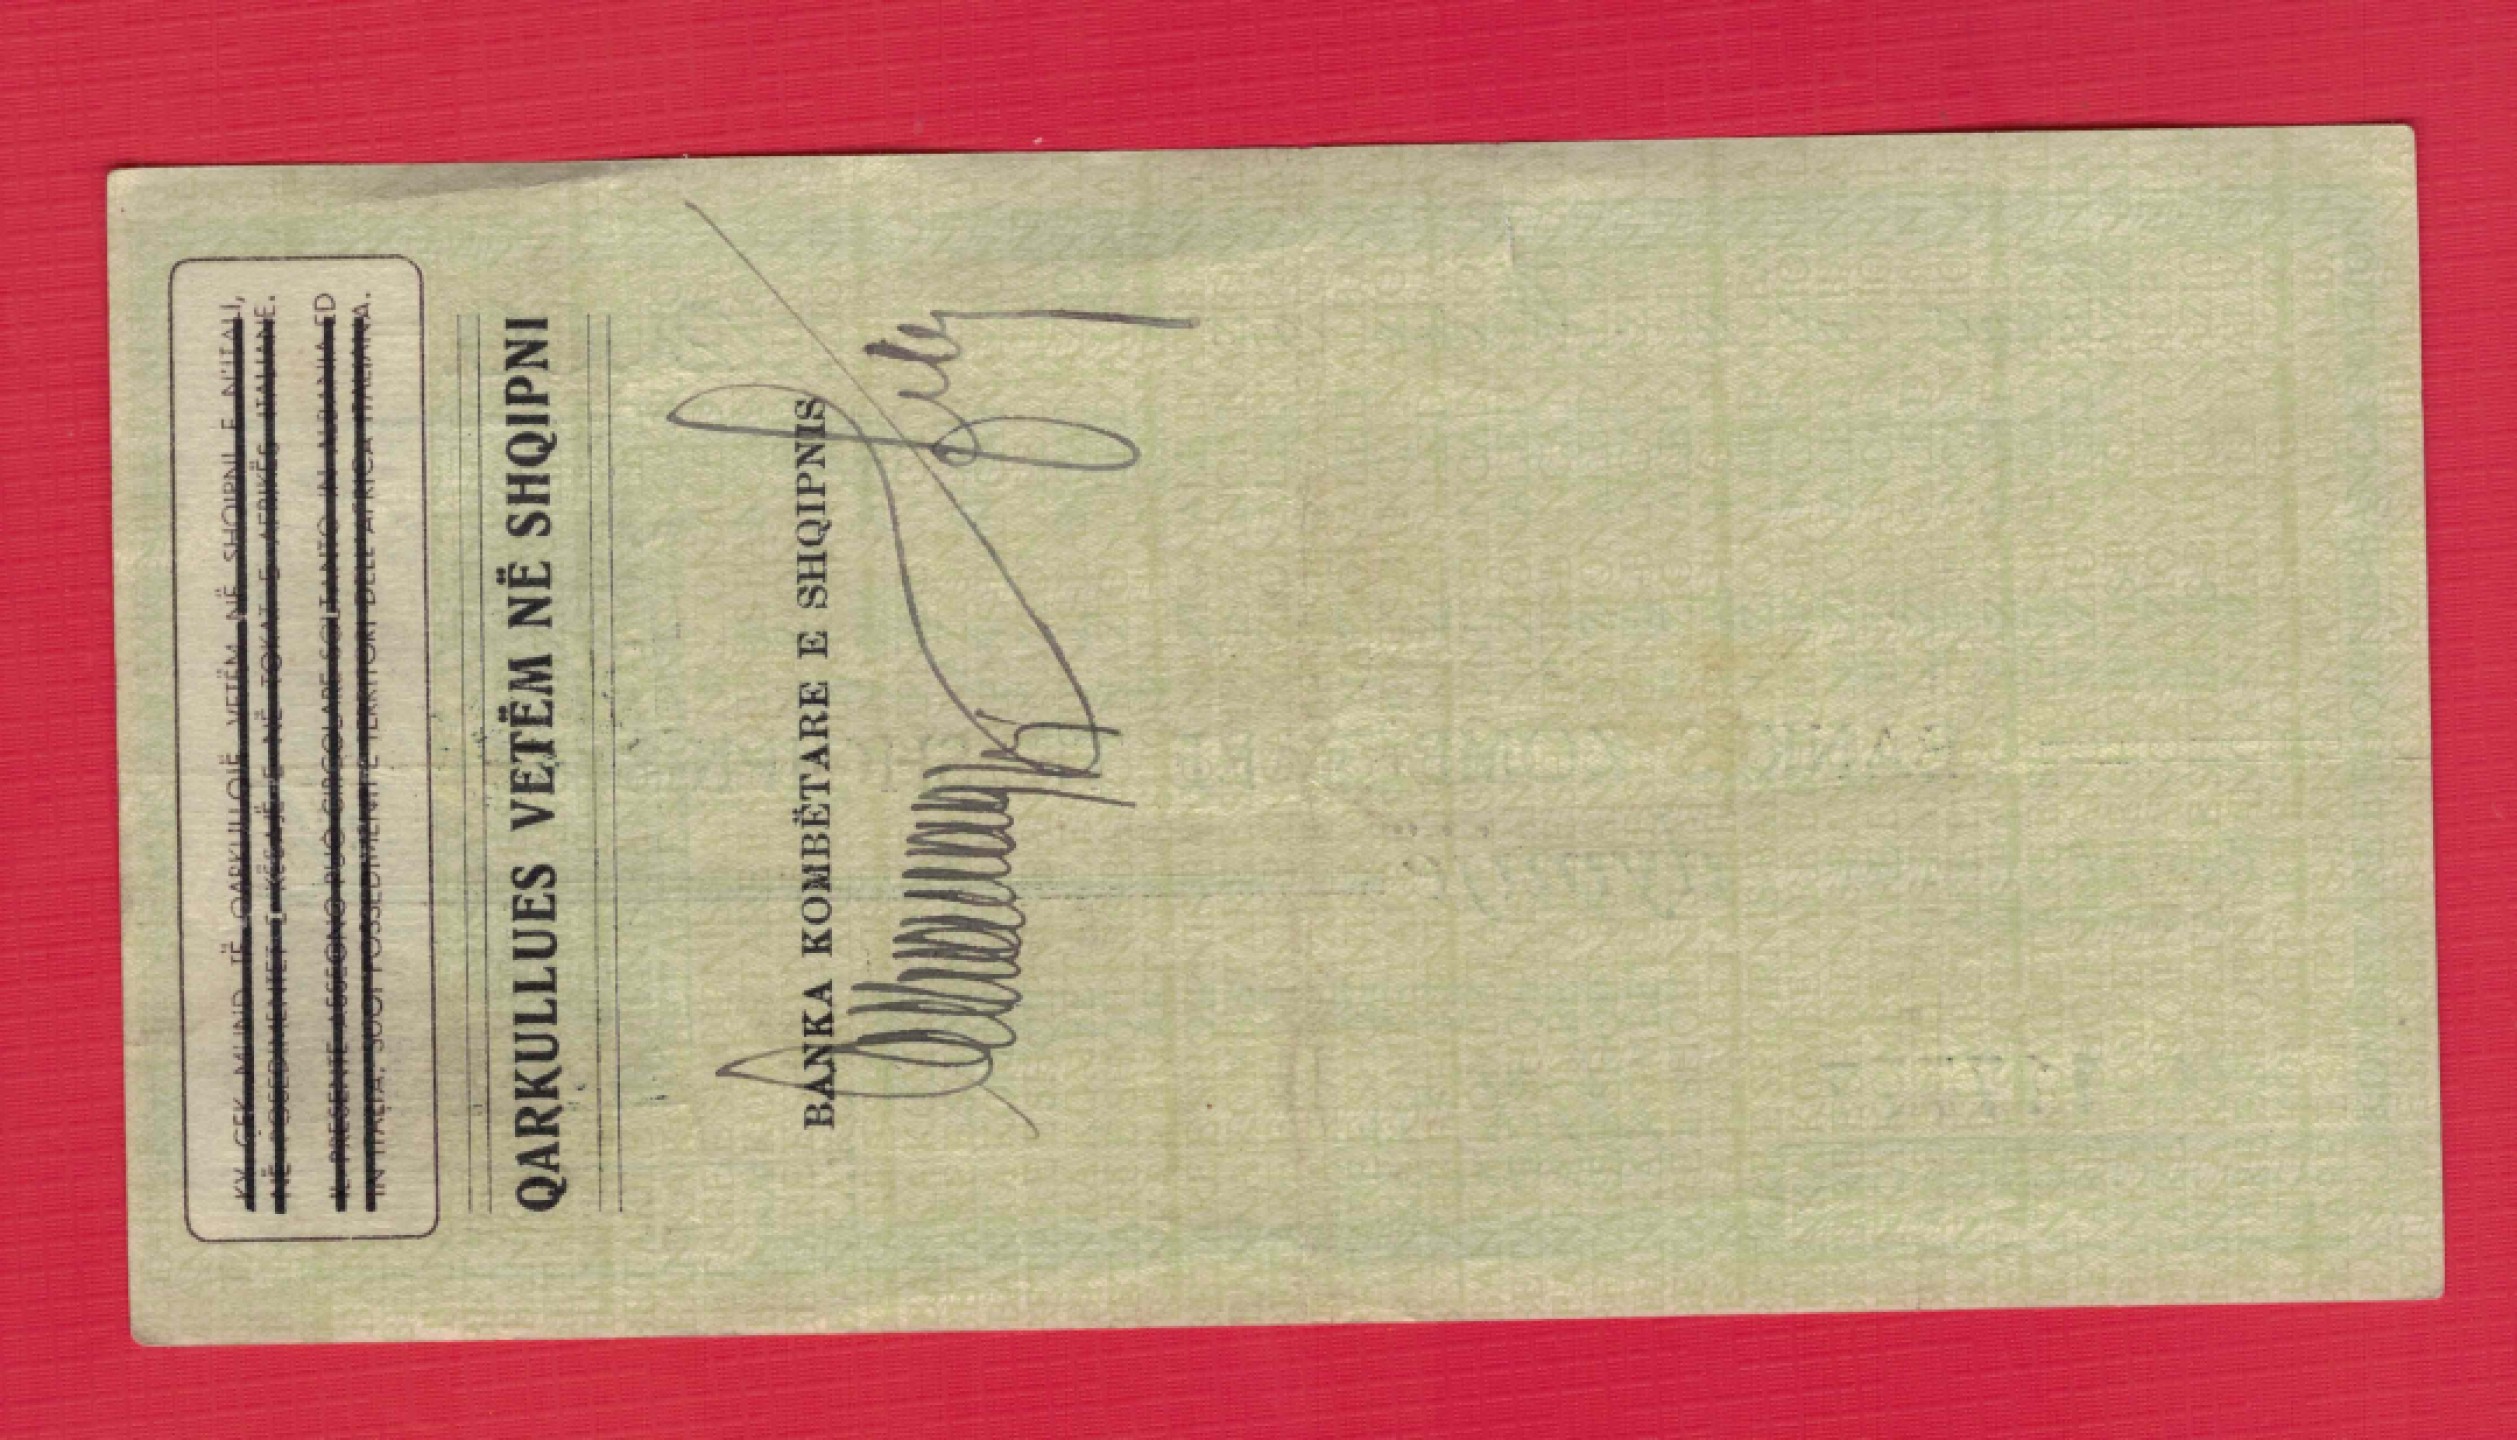 KY ÇEK MUND TË QARKULLOJË VETËM NË SHQIPNI E N'ITALI,
NË POSEDIMENTET E KËSAJË E NË TOKAT E AFRIKËS ITALIANE.
IL PRESENTE ASSEGNO PUÒ CIRCOLARE SOLTANTO IN ALBANIA ED
IN ITALIA, SUOI POSSEDIMENTI E TERRITORI DELL'AFRICA ITALIANA.
QARKULLUES VETËM NË SHQIPNI
BANKA KOMBËTARE E SHQIPNIS